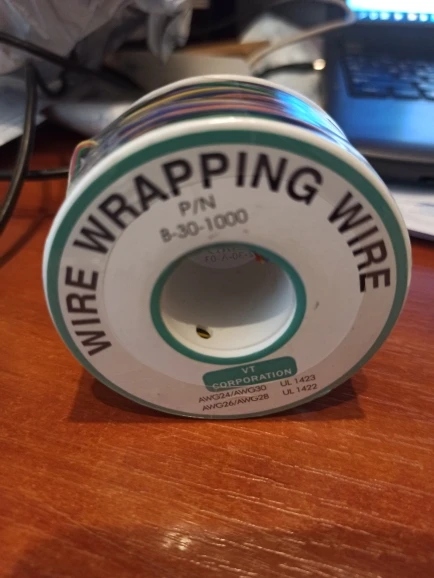 WIRE WRAPPING WIRE
P/N
B-30-1000
VT
CORPORATION
AWG24/AWG30 UL 1423
AWG26/AWG28 UL 1422